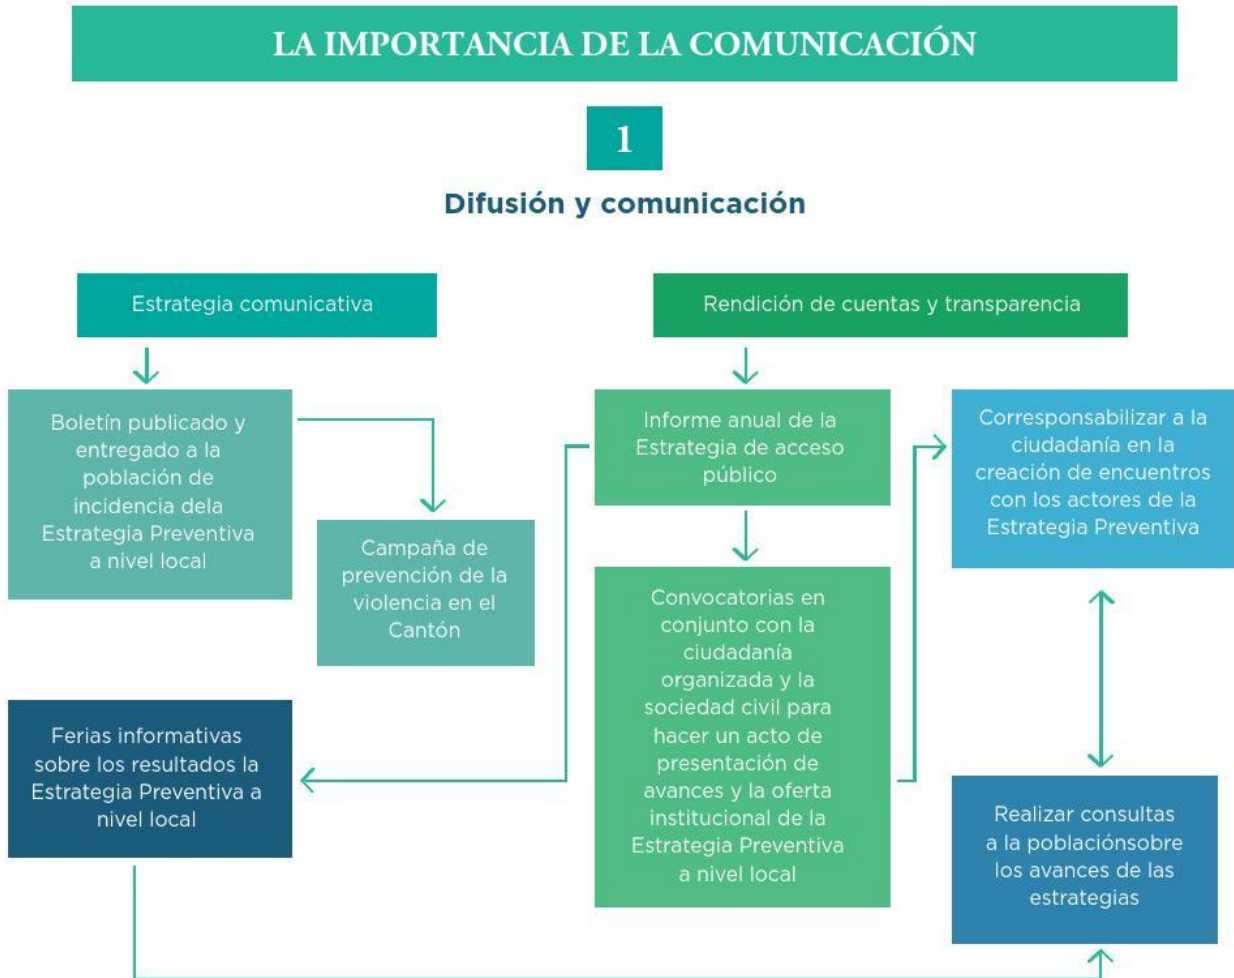 LA IMPORTANCIA DE LA COMUNICACIÓN
1
Difusión y comunicación
Estrategia comunicativa
Rendición de cuentas y transparencia
Boletín publicado y
entregado a la
población de
incidencia dela
Estrategia Preventiva
a nivel local
Campaña de
prevención de la
violencia en el
Cantón
Ferias informativas
sobre los resultados la
Estrategia Preventiva a
nivel local
Informe anual de la
Estrategia de acceso
público
Convocatorias en
conjunto con la
ciudadanía
organizada y la
sociedad civil para
hacer un acto de
presentación de
avances y la oferta
institucional de la
Estrategia Preventiva
a nivel local
Corresponsabilizar a la
ciudadanía en la
creación de encuentros
con los actores de la
Estrategia Preventiva
Realizar consultas
a la poblaciónsobre
los avances de las
estrategias